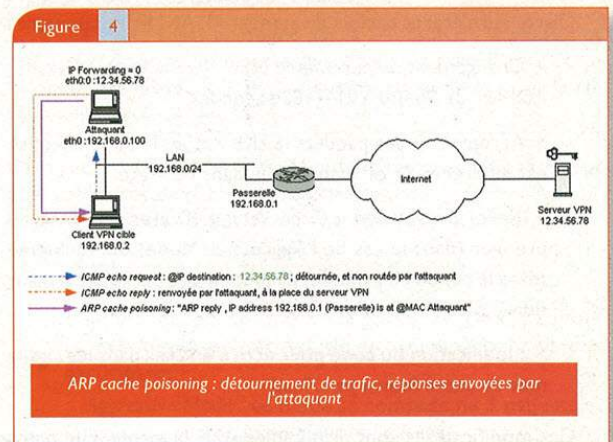 Figure 4
IP Forwarding = 0
eth0:0 :12.34.56.78
Attaquant
eth0 :192.168.0.100
LAN
192.168.0/24
Passerelle
192.168.0.1
Internet
Serveur VPN
12.34.56.78
Client VPN cible
192.168.0.2
ICMP echo request : @IP destination : 12.34.56.78 ; détournée, et non routée par l'attaquant
ICMP echo reply : renvoyée par l'attaquant, à la place du serveur VPN
ARP cache poisoning : "ARP reply , IP address 192.168.0.1 (Passerelle) is at @MAC Attaquant"
ARP cache poisoning : détournement de trafic, réponses envoyées par
l'attaquant